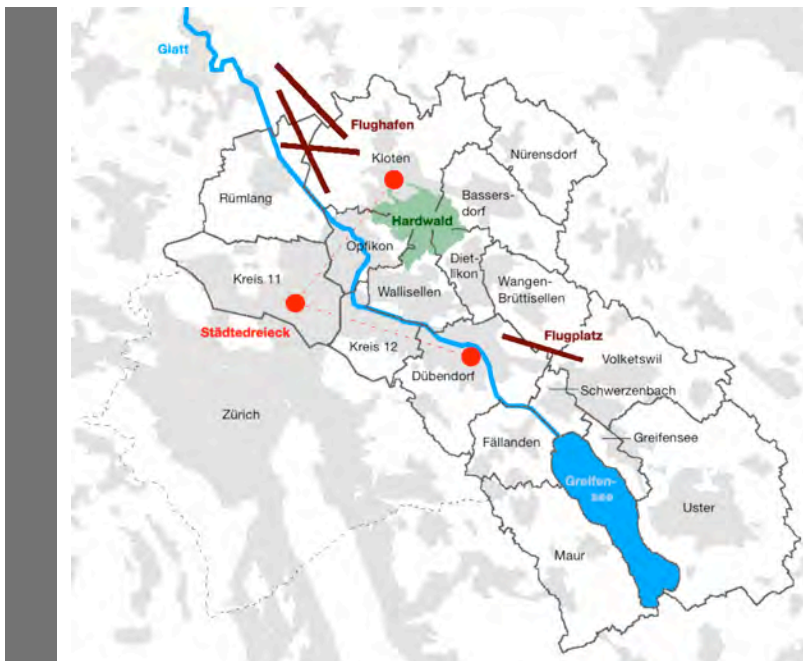 Glatt
Flughafen
Kloten
Nürensdorf
Rümlang
Bassers-
dorf
Hardwald
Opfikon
Diet-
likon
Kreis 11
Wallisellen
Wangen-
Brüttisellen
Städtedreieck
Flugplatz
Kreis 12
Volketswil
Dübendorf
Schwerzenbach
Zürich
Greifensee
Fällanden
Greifen-
see
Uster
Maur